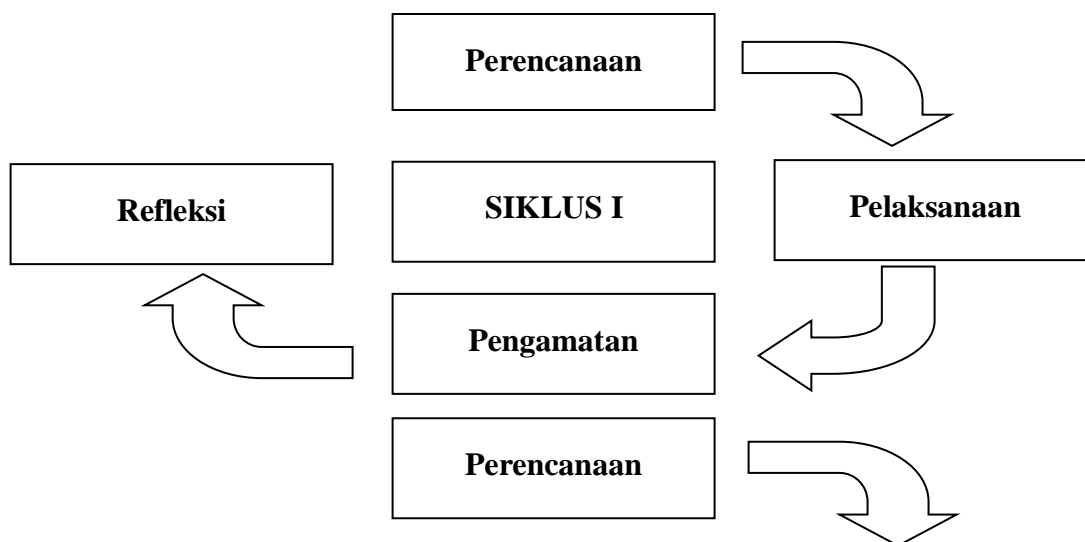 Perencanaan
Refleksi
SIKLUS I
Pelaksanaan
Pengamatan
Perencanaan